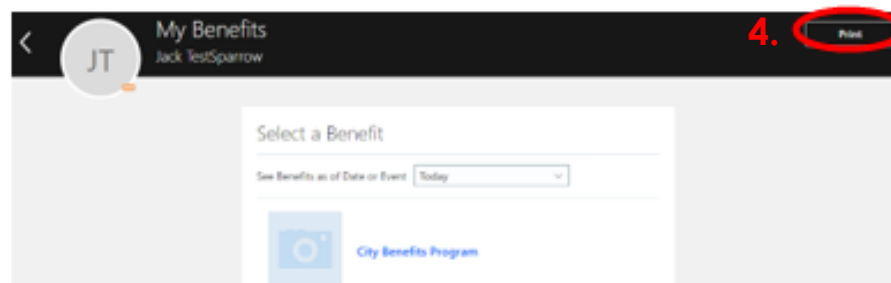 My Benefits
4.
Print
JT
Jack TestSparrow
Select a Benefit
See Benefits as of Date or Event Today
City Benefits Program